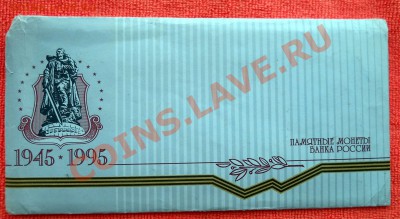 COINS.LAVE.RU
1945 * 1995
ПАМЯТНЫЕ МОНЕТЫ
БАНКА РОССИИ